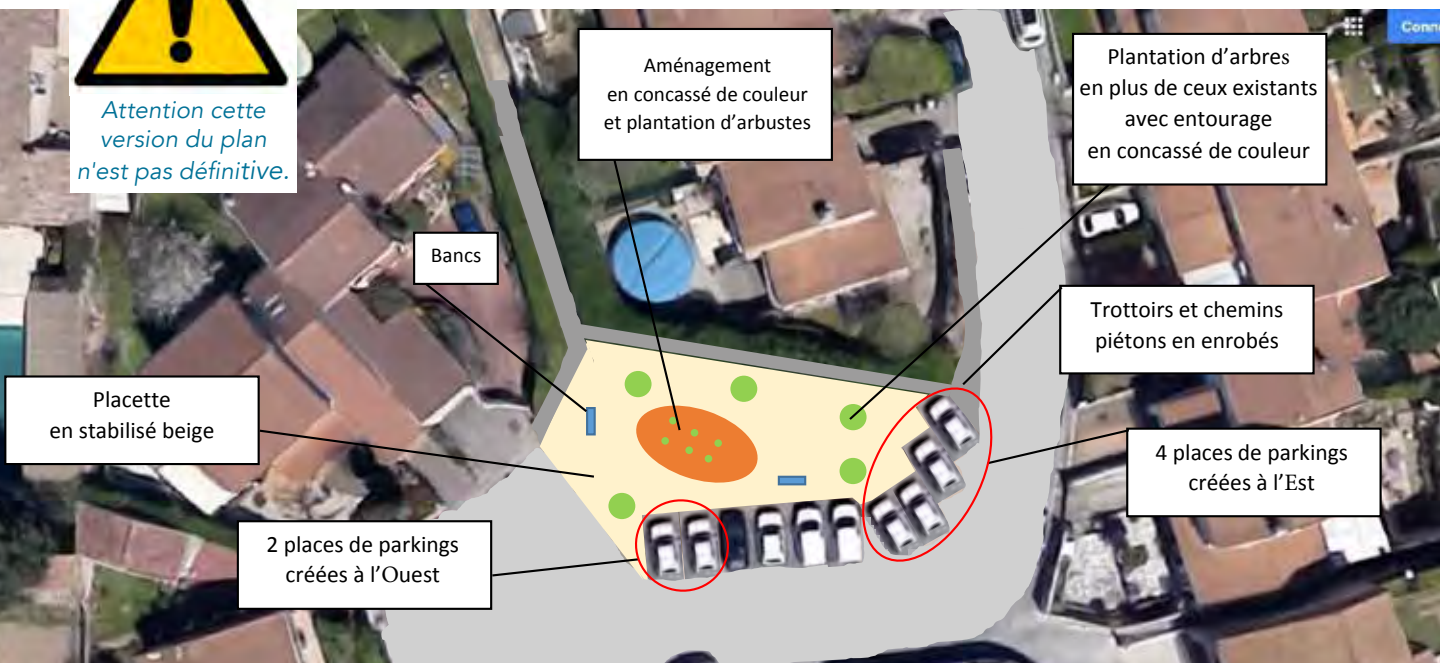 Attention cette
version du plan
n'est pas définitive.
Aménagement
en concassé de couleur
et plantation d'arbustes
Plantation d'arbres
en plus de ceux existants
avec entourage
en concassé de couleur
Bancs
Trottoirs et chemins
piétons en enrobés
Placette
en stabilisé beige
4 places de parkings
créées à l'Est
2 places de parkings
créées à l'Ouest